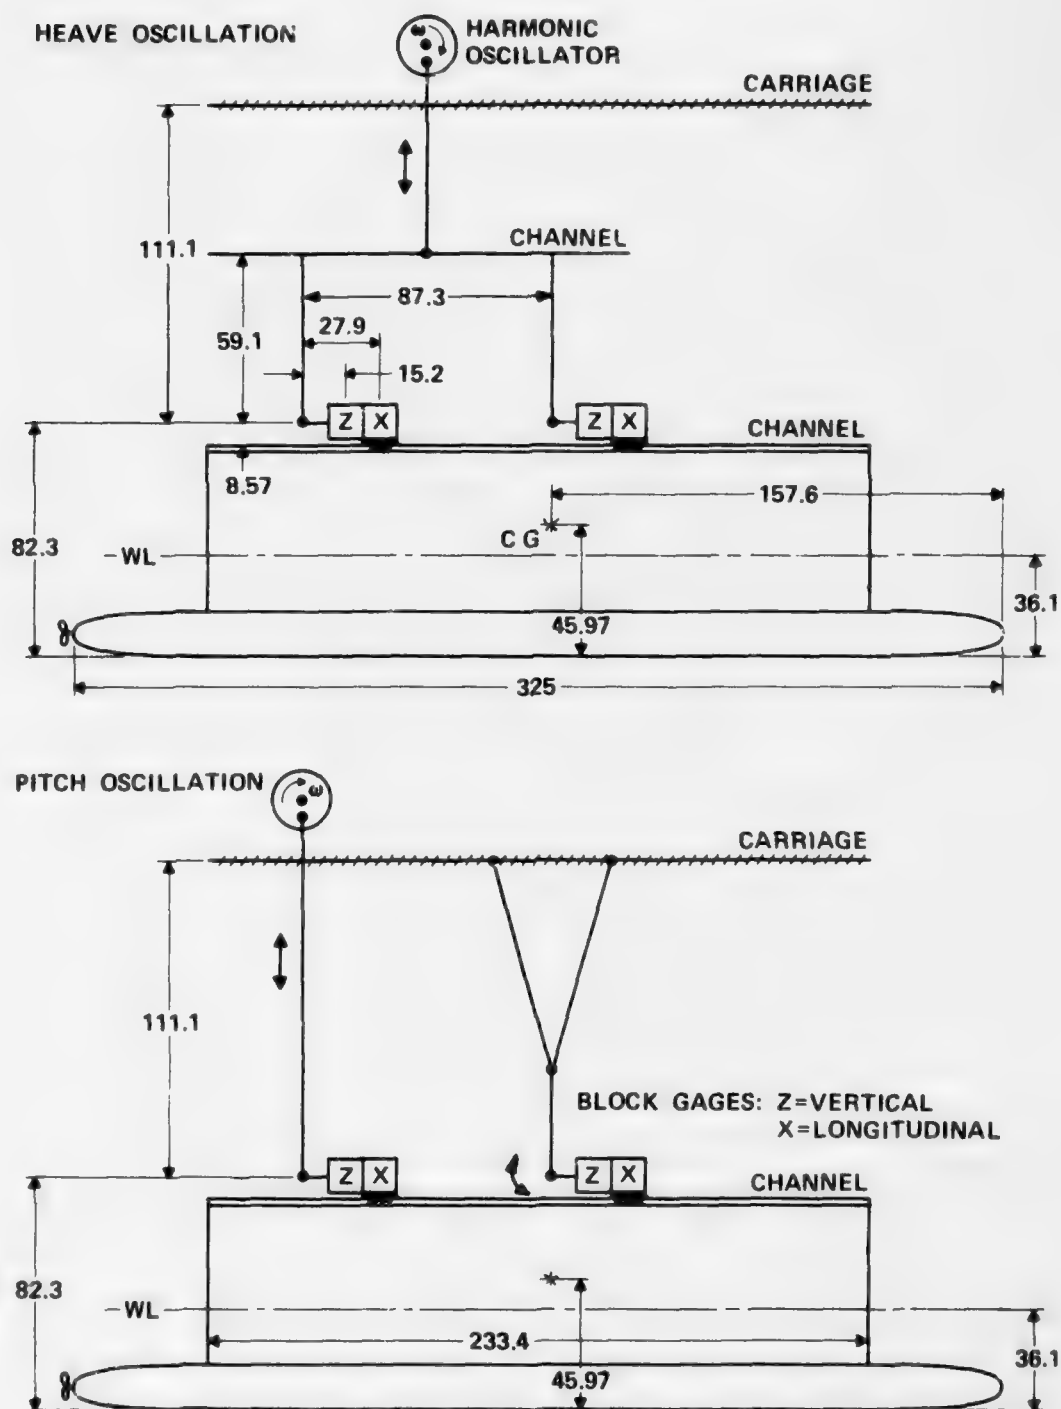 HEAVE OSCILLATION
ω
HARMONIC
OSCILLATOR
CARRIAGE
111.1
CHANNEL
87.3
59.1
27.9
15.2
Z X
Z X
CHANNEL
8.57
157.6
CG
82.3
WL
36.1
45.97
325
PITCH OSCILLATION
ω
CARRIAGE
111.1
BLOCK GAGES: Z=VERTICAL
X=LONGITUDINAL
Z X
Z X
CHANNEL
82.3
WL
233.4
36.1
45.97